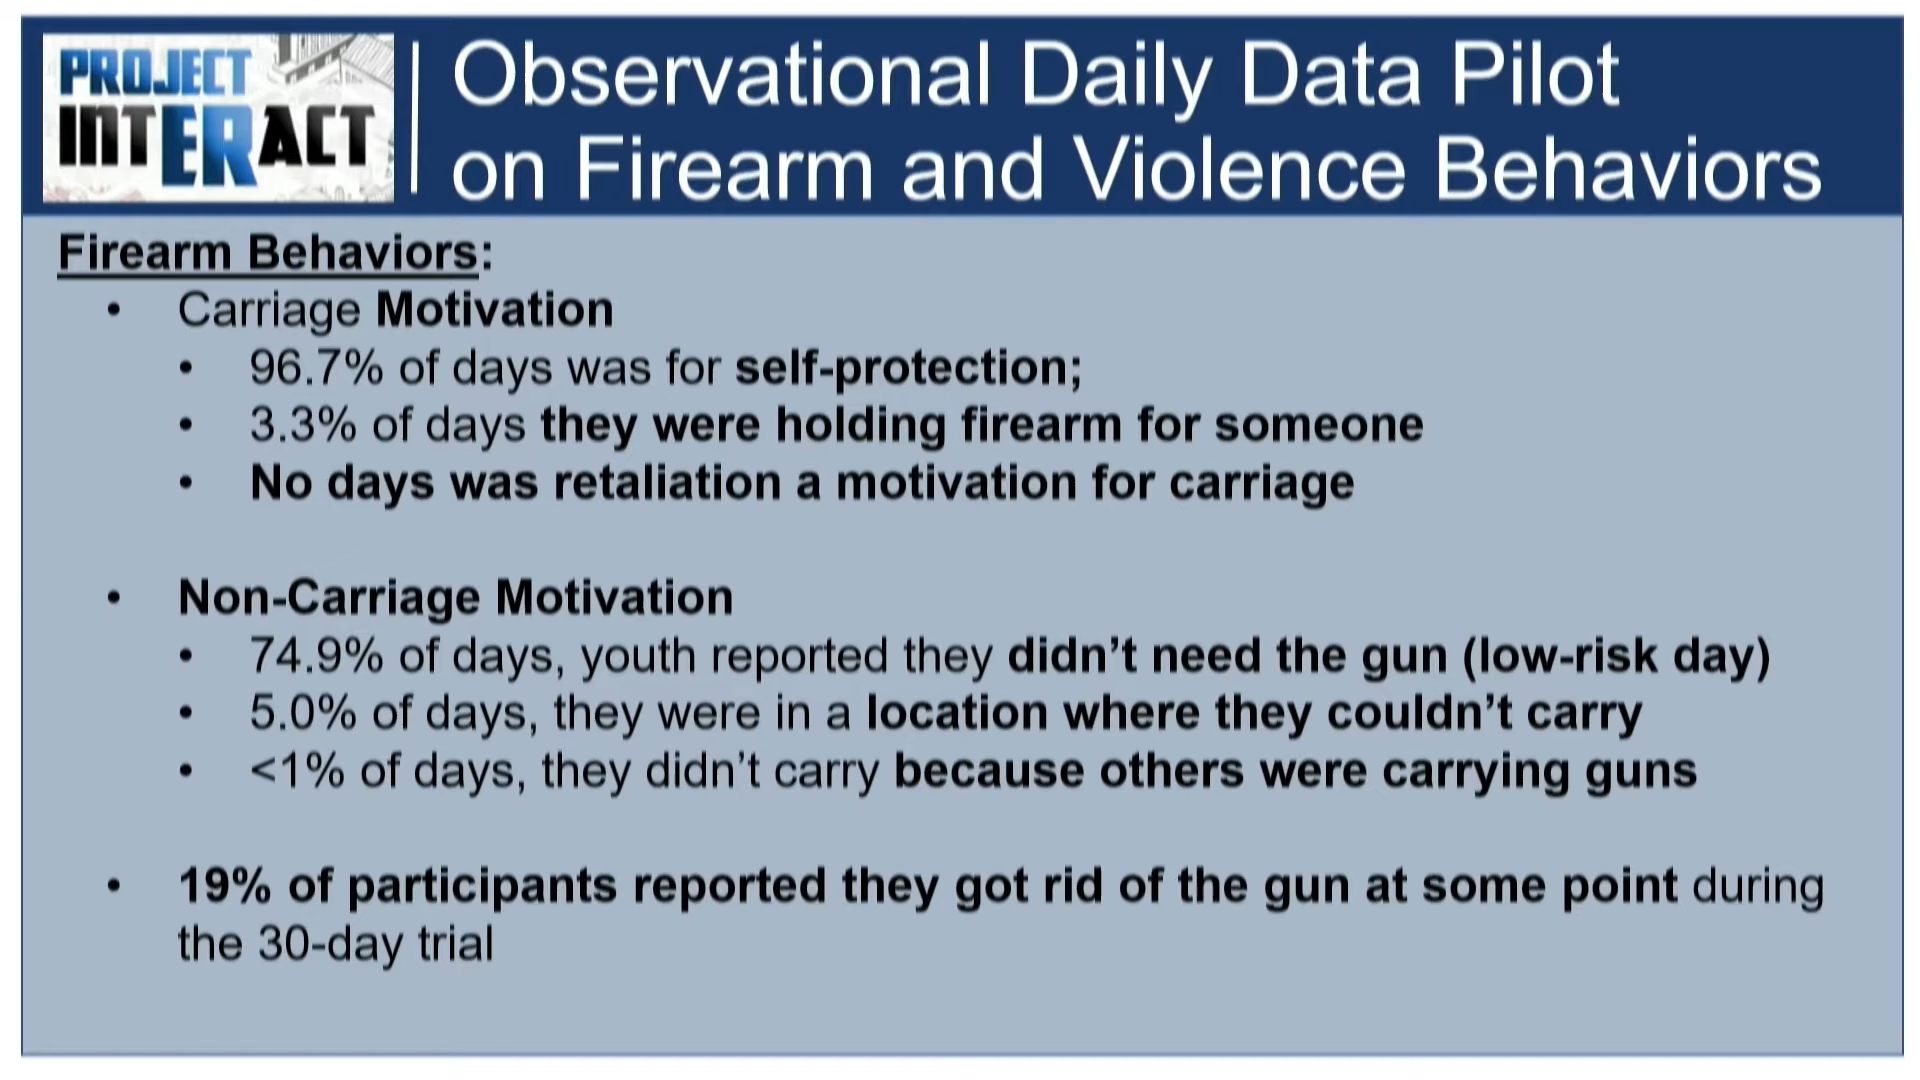 PROJECT
INTERACT
Observational Daily Data Pilot
on Firearm and Violence Behaviors
Firearm Behaviors:
• Carriage Motivation
• 96.7% of days was for self-protection;
• 3.3% of days they were holding firearm for someone
• No days was retaliation a motivation for carriage
• Non-Carriage Motivation
• 74.9% of days, youth reported they didn’t need the gun (low-risk day)
• 5.0% of days, they were in a location where they couldn’t carry
• <1% of days, they didn’t carry because others were carrying guns
• 19% of participants reported they got rid of the gun at some point during
the 30-day trial